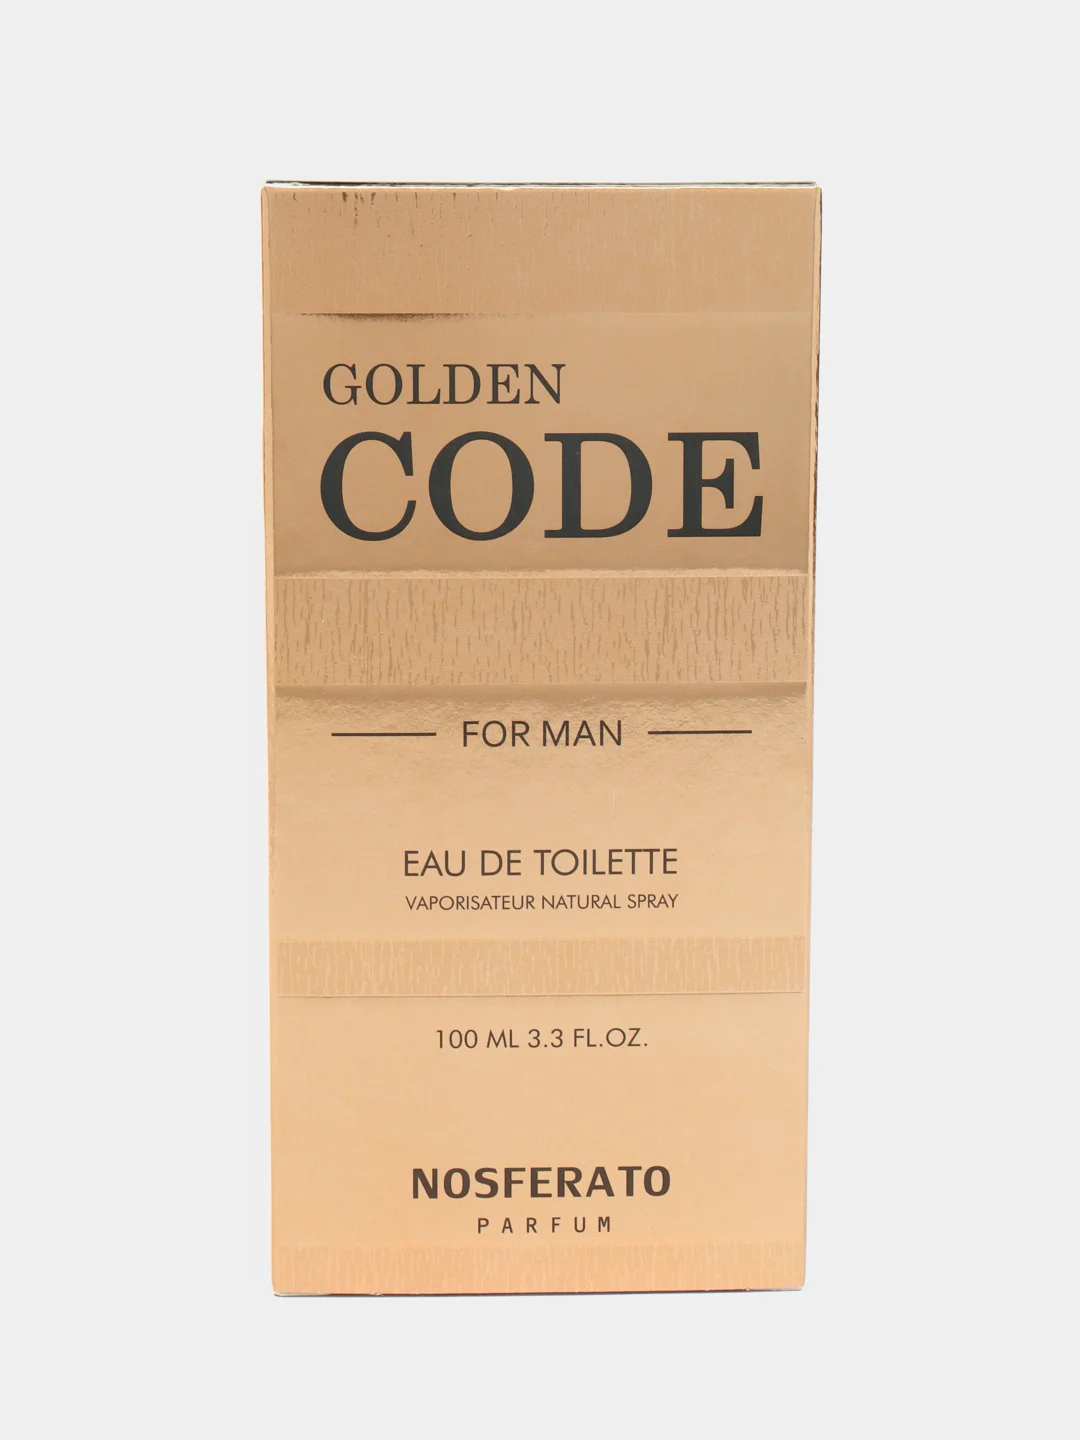 GOLDEN
CODE
FOR MAN
EAU DE TOILETTE
VAPORISATEUR NATURAL SPRAY
100 ML 3.3 FL.OZ.
NOSFERATO
PARFUM